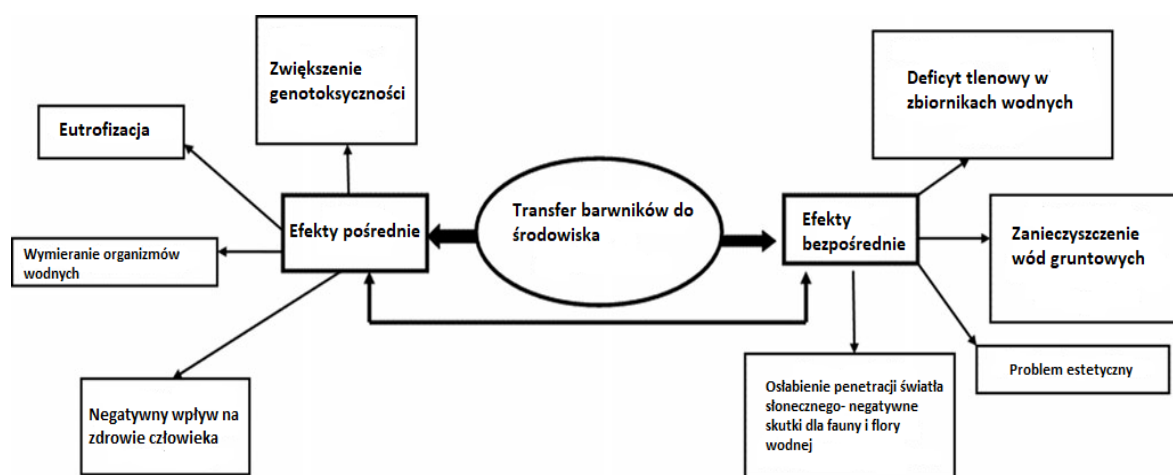 Zwiększenie
genotoksyczności
Deficyt tlenowy w
zbiornikach wodnych
Eutrofizacja
Efekty pośrednie
Transfer barwników do
środowiska
Efekty
bezpośrednie
Wymieranie organizmów
wodnych
Zanieczyszczenie
wód gruntowych
Negatywny wpływ na
zdrowie człowieka
Osłabienie penetracji światła
słonecznego- negatywne
skutki dla fauny i flory
wodnej
Problem estetyczny